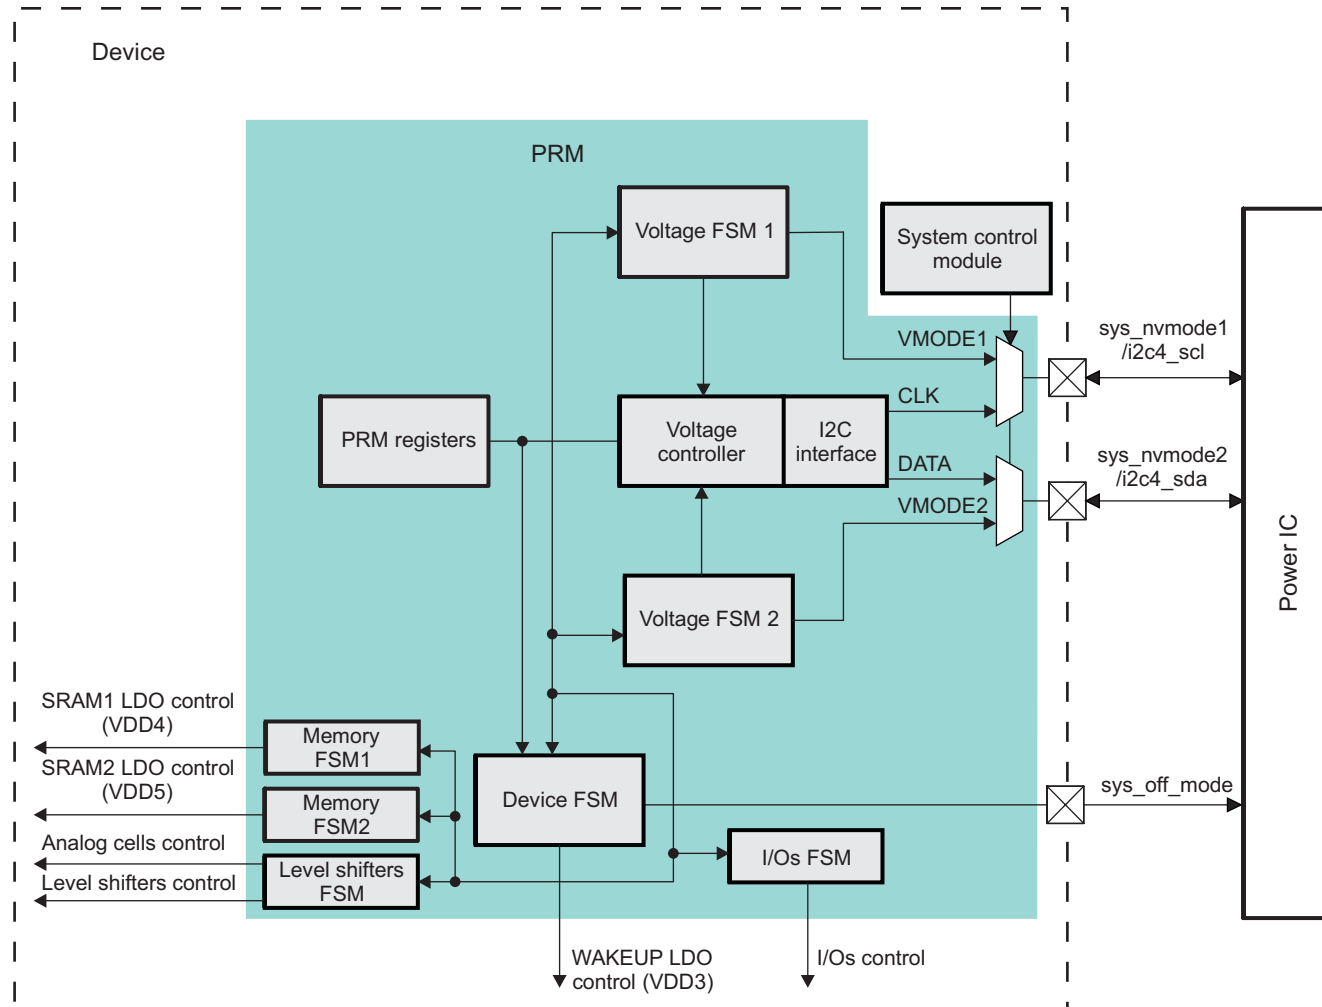 Device
PRM
Voltage FSM 1
System control
module
sys_nvmode1
/i2c4_scl
VMODE1
CLK
PRM registers
Voltage
controller
I2C
interface
DATA
sys_nvmode2
/i2c4_sda
VMODE2
Power IC
Voltage FSM 2
SRAM1 LDO control
(VDD4)
Memory
FSM1
SRAM2 LDO control
(VDD5)
Memory
FSM2
Device FSM
sys_off_mode
Analog cells control
Level shifters control
Level shifters
FSM
I/Os FSM
WAKEUP LDO
control (VDD3)
I/Os control